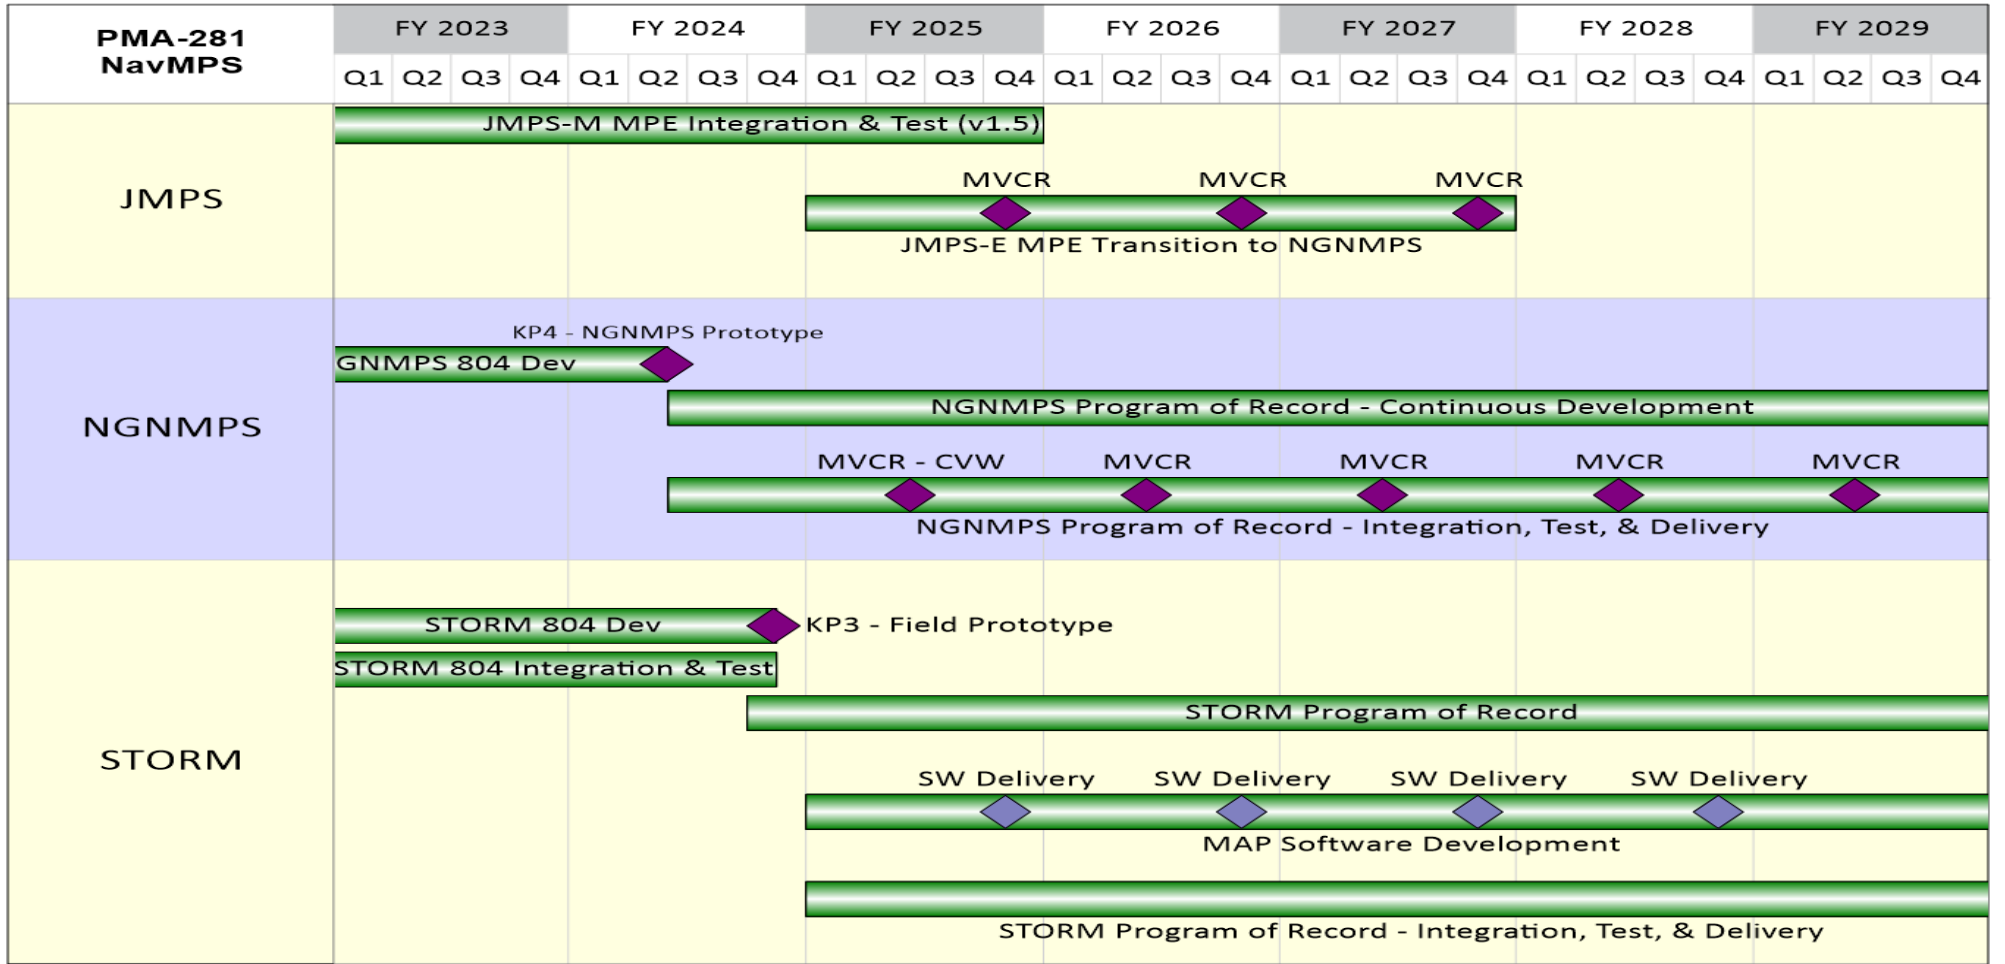 PMA-281
NavMPS
FY 2023 FY 2024 FY 2025 FY 2026 FY 2027 FY 2028 FY 2029
Q1 Q2 Q3 Q4 Q1 Q2 Q3 Q4 Q1 Q2 Q3 Q4 Q1 Q2 Q3 Q4 Q1 Q2 Q3 Q4 Q1 Q2 Q3 Q4 Q1 Q2 Q3 Q4
JMPS
JMPS-M MPE Integration & Test (v1.5)
MVCR MVCR MVCR
JMPS-E MPE Transition to NGNMPS
NGNMPS
KP4 - NGNMPS Prototype
GNMPS 804 Dev
NGNMPS Program of Record - Continuous Development
MVCR - CVW MVCR MVCR MVCR MVCR
NGNMPS Program of Record - Integration, Test, & Delivery
STORM
STORM 804 Dev KP3 - Field Prototype
STORM 804 Integration & Test
STORM Program of Record
SW Delivery SW Delivery SW Delivery SW Delivery
MAP Software Development
STORM Program of Record - Integration, Test, & Delivery